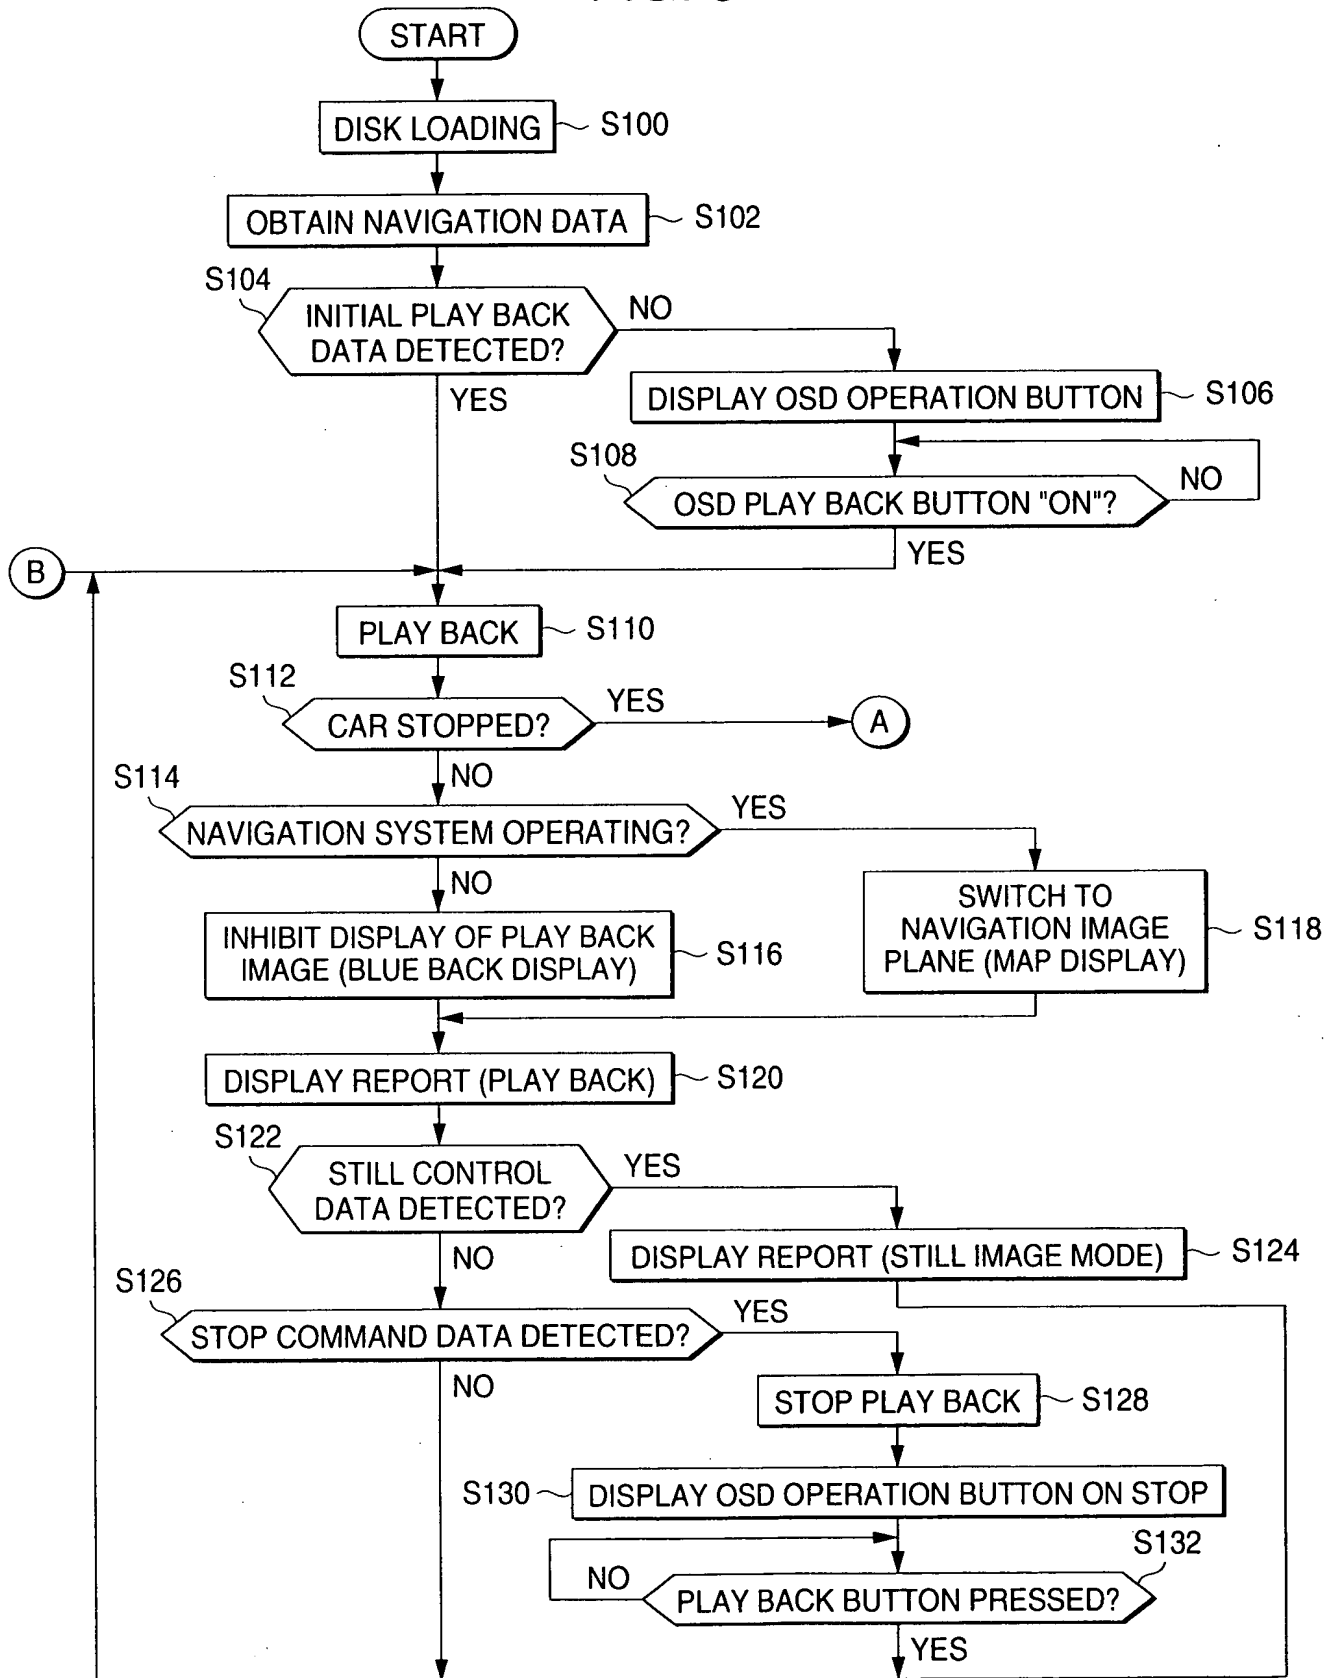 START
DISK LOADING
S100
OBTAIN NAVIGATION DATA
S102
S104
INITIAL PLAY BACK
DATA DETECTED?
NO
YES
DISPLAY OSD OPERATION BUTTON
S106
S108
OSD PLAY BACK BUTTON "ON"?
NO
YES
B
PLAY BACK
S110
S112
CAR STOPPED?
YES
A
NO
S114
NAVIGATION SYSTEM OPERATING?
YES
NO
INHIBIT DISPLAY OF PLAY BACK
IMAGE (BLUE BACK DISPLAY)
S116
SWITCH TO
NAVIGATION IMAGE
PLANE (MAP DISPLAY)
S118
DISPLAY REPORT (PLAY BACK)
S120
S122
STILL CONTROL
DATA DETECTED?
YES
NO
DISPLAY REPORT (STILL IMAGE MODE)
S124
S126
STOP COMMAND DATA DETECTED?
YES
NO
STOP PLAY BACK
S128
S130
DISPLAY OSD OPERATION BUTTON ON STOP
S132
NO
PLAY BACK BUTTON PRESSED?
YES